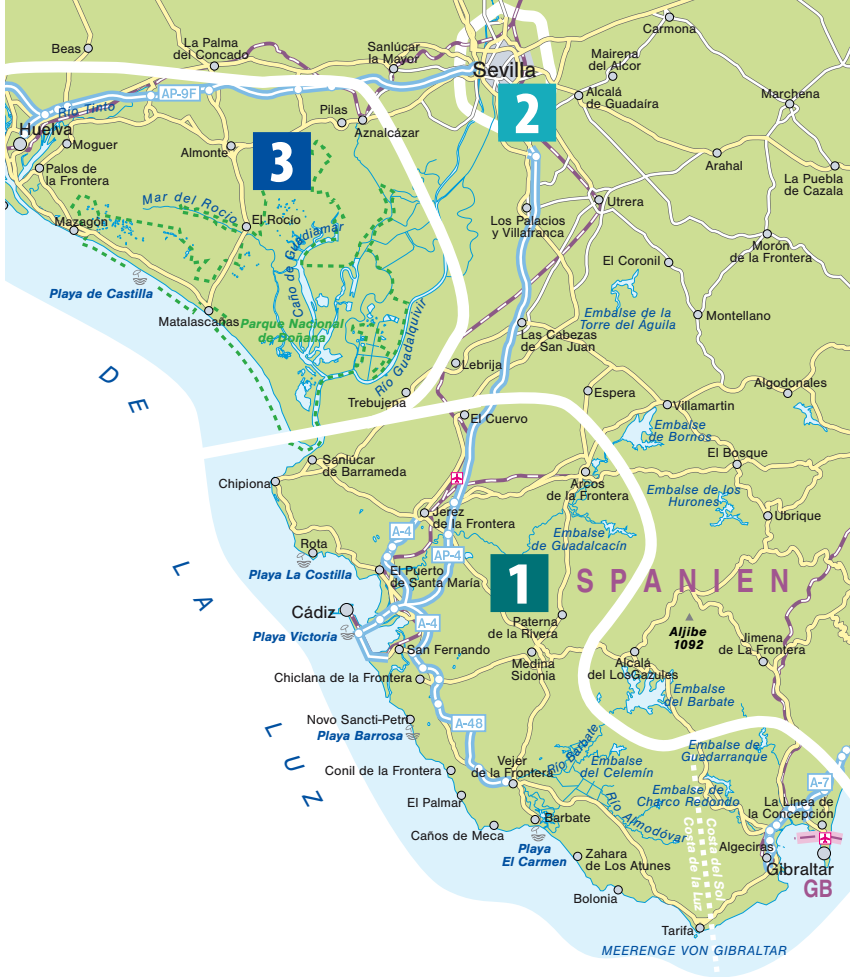 Beas
La Palma
del Concado
Sanlúcar
la Mayor
Sevilla
Carmona
Mairena
del Alcor
Alcalá
de Guadaíra
Marchena
AP-9F
Río Tinto
Huelva
Moguer
Palos de
la Frontera
Pilas
Aznalcázar
Almonte
2
3
Arahal
La Puebla
de Cazala
Mar del Rocío
El Rocío
Mazagón
Caño de Guadiamar
Los Palacios
y Villafranca
Utrera
El Coronil
Morón
de la Frontera
Playa de Castilla
Matalascañas
Parque Nacional
de Doñana
Río Guadalquivir
Embalse de la
Torre del Águila
Montellano
Las Cabezas
de San Juan
Lebrija
Trebujena
Espera
Algodonales
Villamartin
El Cuervo
Embalse
de Bornos
El Bosque
DE
LA
LUZ
Sanlúcar
de Barrameda
Chipiona
Arcos
de la Frontera
Embalse de los
Hurones
Ubrique
Jerez
de la Frontera
Embalse
de Guadalcacín
A-4
AP-4
Rota
Playa La Costilla
El Puerto
de Santa María
1
SPANIEN
Cádiz
Playa Victoria
A-4
Paterna
de la Rivera
Aljibe
1092
Jimena
de La Frontera
San Fernando
Medina
Sidonia
Alcalá
del LosGazules
Chiclana de la Frontera
Embalse
del Barbate
Novo Sancti-Petri
Playa Barrosa
A-48
Río Barbate
Embalse de
Guadarranque
Conil de la Frontera
Vejer
de la Frontera
Embalse
del Celemín
A-7
El Palmar
Embalse de
Charco Redondo
La Línea de
la Concepción
Río Almodóvar
Caños de Meca
Barbate
Playa
El Carmen
Costa del Sol
Costa de la Luz
Algeciras
Gibraltar
GB
Zahara
de Los Atunes
Bolonia
Tarifa
MEERENGE VON GIBRALTAR